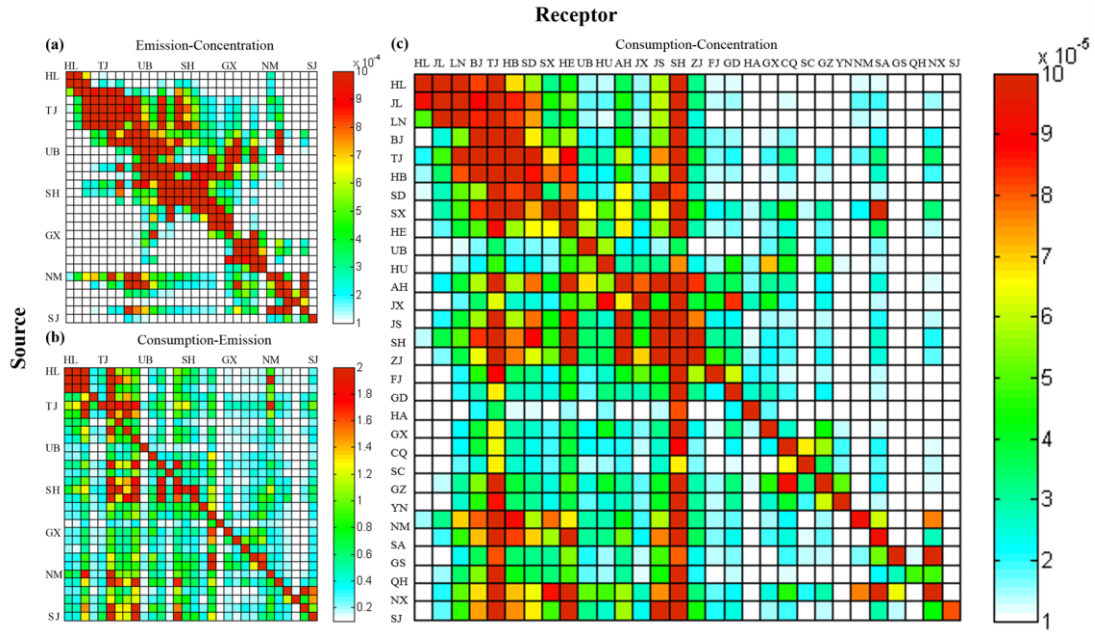 Receptor
(a) Emission-Concentration
HL TJ UB SH GX NM SJ
× 10⁻⁴
HL
TJ
UB
SH
GX
NM
SJ
10
9
8
7
6
5
4
3
2
1
Source
(b) Consumption-Emission
HL TJ UB SH GX NM SJ
HL
TJ
UB
SH
GX
NM
SJ
2
1.8
1.6
1.4
1.2
1
0.8
0.6
0.4
0.2
(c) Consumption-Concentration
HL JL LN BJ TJ HB SD SX HE UB HU AH JX JS SH ZJ FJ GD HA GX CQ SC GZ YN NM SA GS QH NX SJ
HL
JL
LN
BJ
TJ
HB
SD
SX
HE
UB
HU
AH
JX
JS
SH
ZJ
FJ
GD
HA
GX
CQ
SC
GZ
YN
NM
SA
GS
QH
NX
SJ
x 10⁻⁵
10
9
8
7
6
5
4
3
2
1